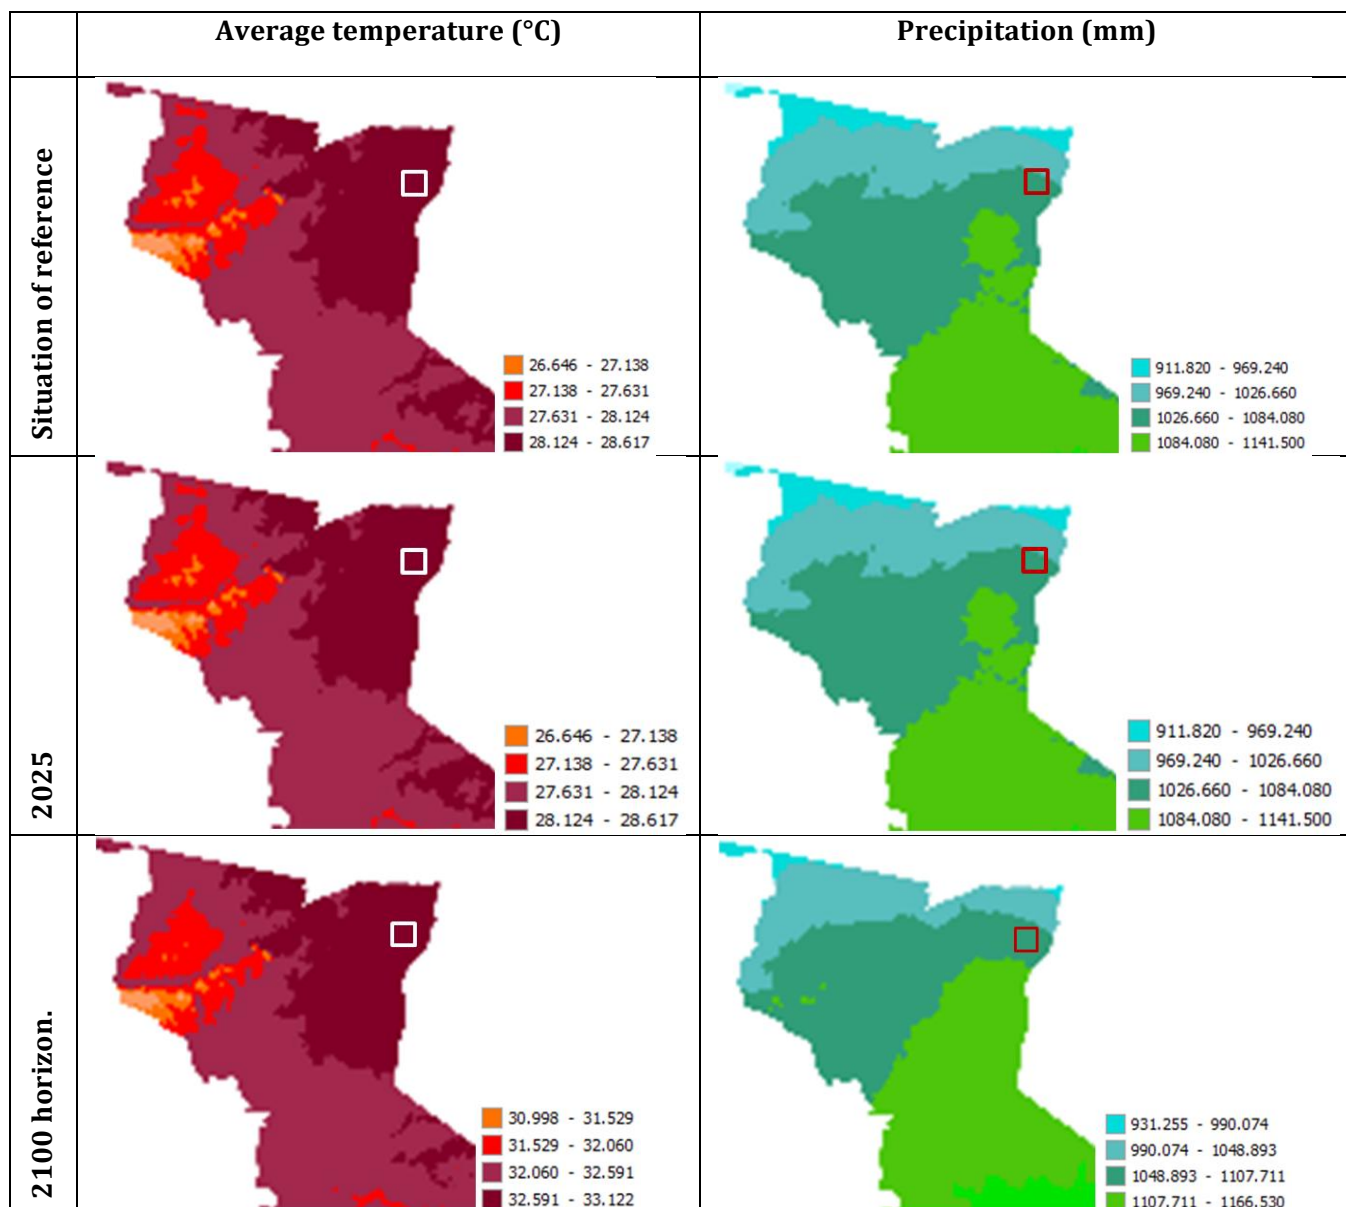 Average temperature (°C)
Precipitation (mm)
Situation of reference
26.646 - 27.138
27.138 - 27.631
27.631 - 28.124
28.124 - 28.617
911.820 - 969.240
969.240 - 1026.660
1026.660 - 1084.080
1084.080 - 1141.500
2025
26.646 - 27.138
27.138 - 27.631
27.631 - 28.124
28.124 - 28.617
911.820 - 969.240
969.240 - 1026.660
1026.660 - 1084.080
1084.080 - 1141.500
2100 horizon.
30.998 - 31.529
31.529 - 32.060
32.060 - 32.591
32.591 - 33.122
931.255 - 990.074
990.074 - 1048.893
1048.893 - 1107.711
1107.711 - 1166.530